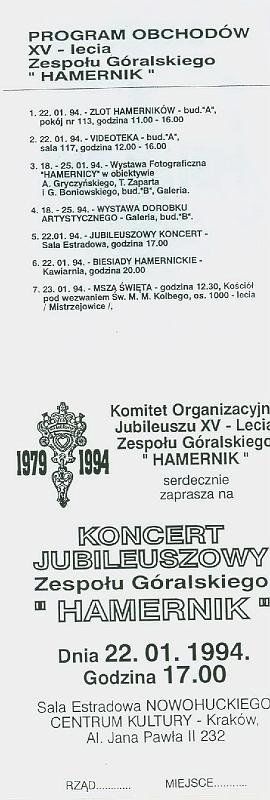 PROGRAM OBCHODÓW
XV - lecia
Zespołu Góralskiego
" HAMERNIK "
1. 22. 01. 94. - ZLOT HAMERNIKÓW - bud."A",
pokój nr 113, godzina 11.00 - 16.00
2. 22. 01. 94. - VIDEOTEKA - bud."A",
sala 117, godzina 12.00 - 16.00
3. 18. - 25. 01. 94. - Wystawa Fotograficzna
"HAMERNICY" w obiektywie
A. Gryczyńskiego, T. Zaparta
i G. Boniowskiego, bud."B", Galeria.
4. 18. - 25. 94. - WYSTAWA DOROBKU
ARTYSTYCZNEGO - Galeria, bud."B".
5. 22.01. 94. - JUBILEUSZOWY KONCERT -
Sala Estradowa, godzina 17.00
6. 22. 01. 94. - BIESIADY HAMERNICKIE -
Kawiarnia, godzina 20.00
7. 23. 01. 94. - MSZA ŚWIĘTA - godzina 12.30, Kościół
pod wezwaniem Św. M. M. Kolbego, os. 1000 - lecia
/ Mistrzejowice /,
Komitet Organizacyjn
Jubileuszu XV - Lecia
Zespołu Góralskiego
" HAMERNIK "
1979 1994
serdecznie
zaprasza na
KONCERT
JUBILEUSZOWY
Zespołu Góralskiego
" HAMERNIK "
Dnia 22. 01. 1994.
Godzina 17.00
Sala Estradowa NOWOHUCKIEGO
CENTRUM KULTURY - Kraków,
Al. Jana Pawła II 232
RZĄD............ MIEJSCE...........